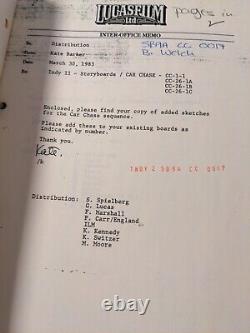 LUCASFILM
Ltd
pages in
INTER-OFFICE MEMO
To: Distribution
SBAA CC 0017
From: Kate Barker
B. Welch
Date: March 30, 1983
Re: Indy II - Storyboards / CAR CHASE - CC-1-1
CC-26-1A
CC-26-1B
CC-26-1C
Enclosed, please find your copy of added sketches
for the Car Chase sequence.
Please add these to your existing boards as
indicated by number.
Thank you.
Kate,
/k
INDY 2 SBAA CC 0017
Distribution: S. Spielberg
G. Lucas
F. Marshall
P. Carr/England
ILM
K. Kennedy
K. Switzer
M. Moore
ebay